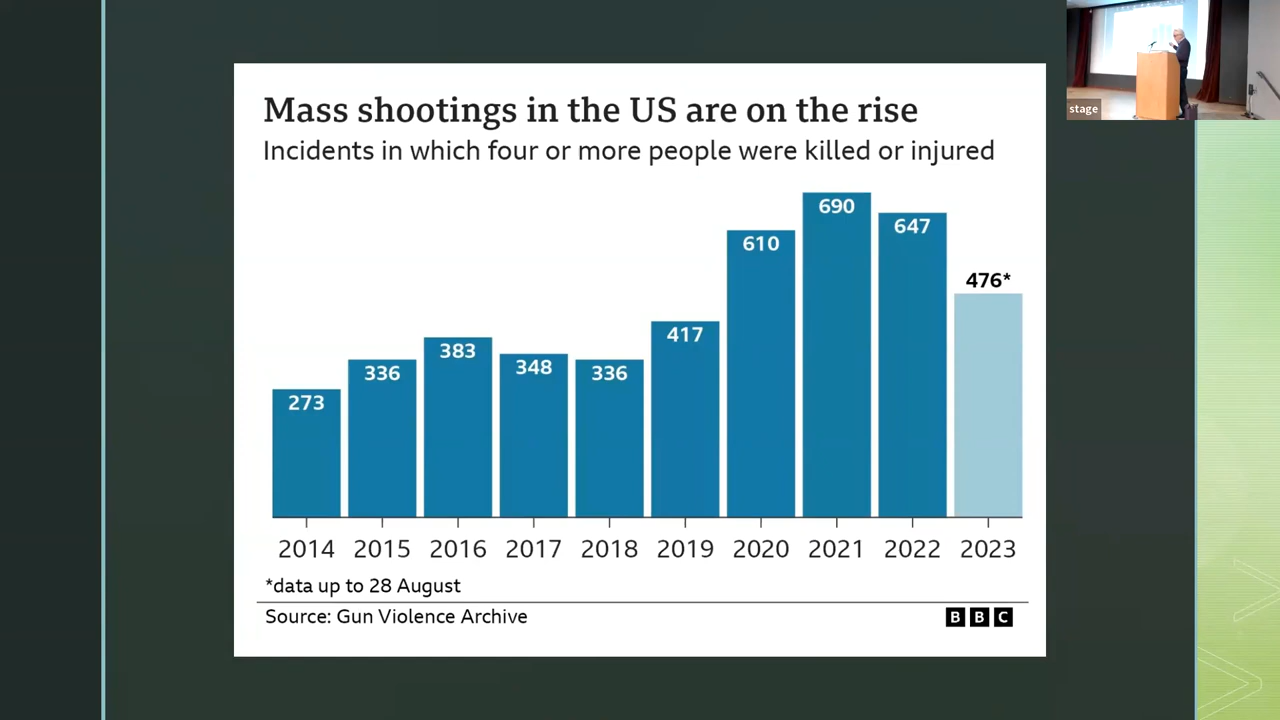 Mass shootings in the US are on the rise
Incidents in which four or more people were killed or injured
273
336
383
348
336
417
610
690
647
476*
2014 2015 2016 2017 2018 2019 2020 2021 2022 2023
*data up to 28 August
Source: Gun Violence Archive
BBC
stage